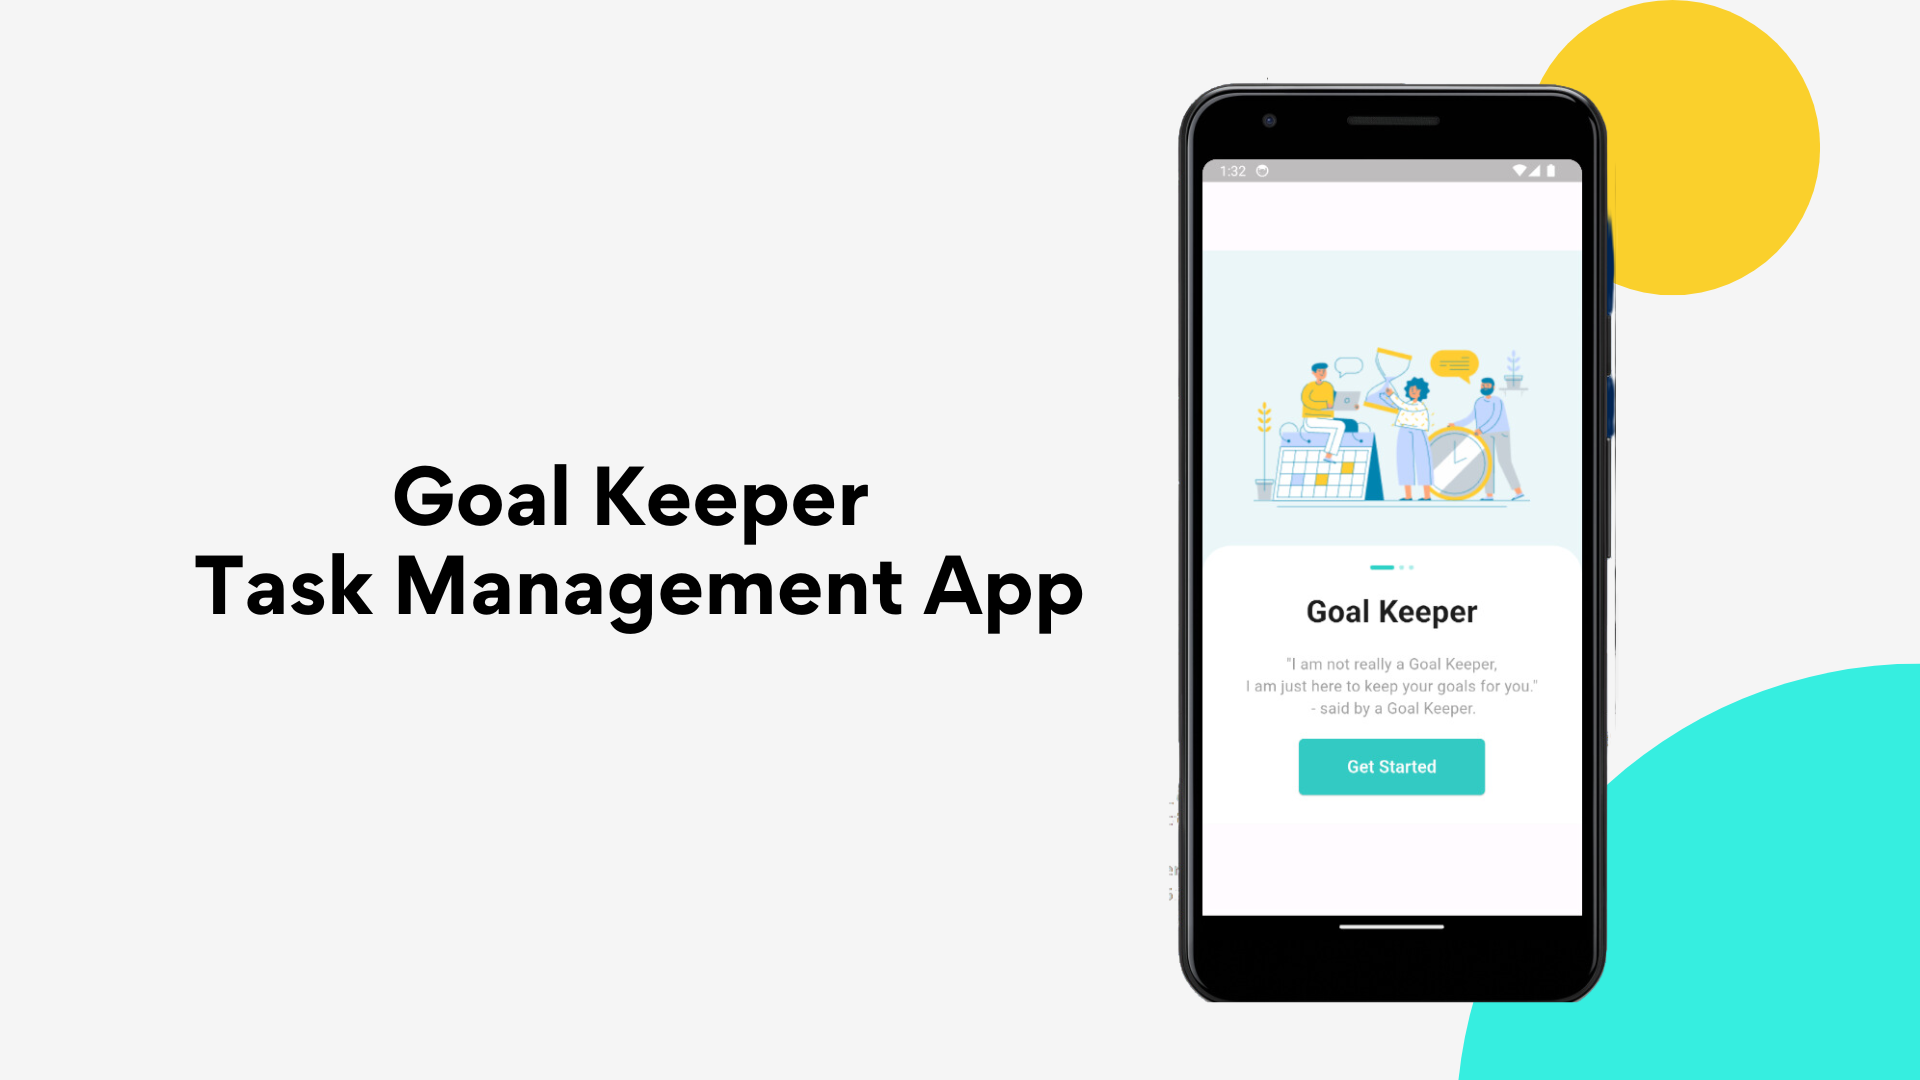 Goal Keeper
Task Management App
1:32
Goal Keeper
"I am not really a Goal Keeper,
I am just here to keep your goals for you."
- said by a Goal Keeper.
Get Started